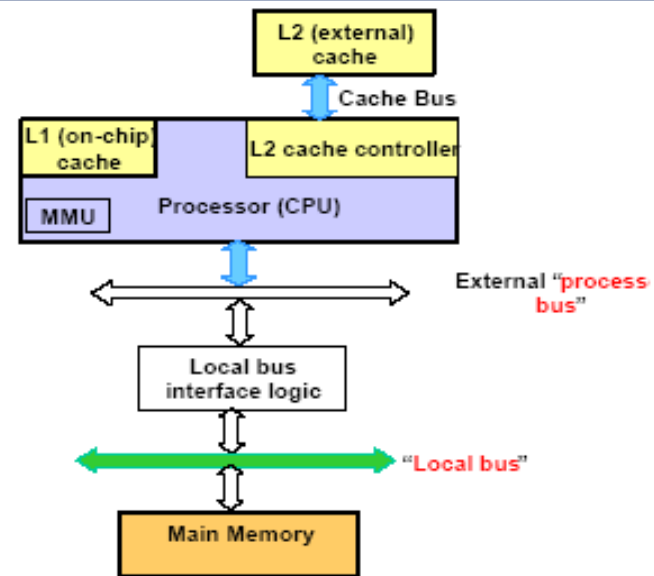 L2 (external)
cache
Cache Bus
L1 (on-chip)
cache
L2 cache controller
MMU
Processor (CPU)
External “process
bus”
Local bus
interface logic
“Local bus”
Main Memory